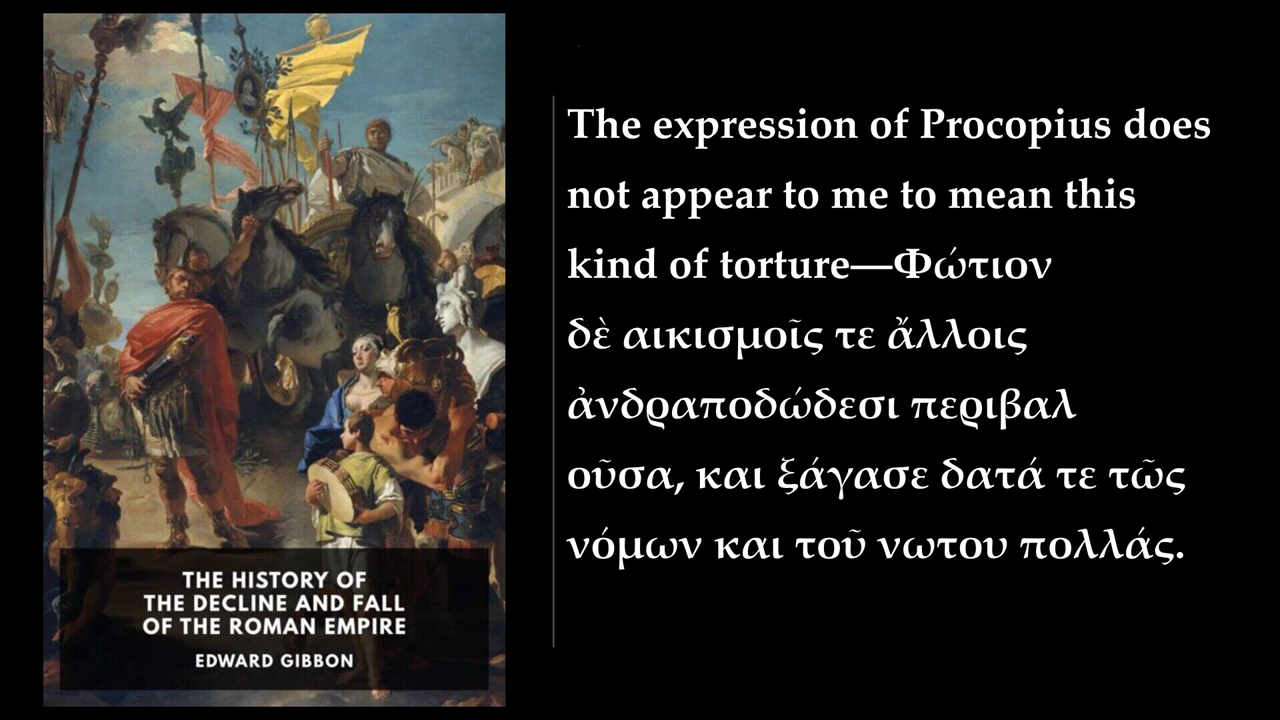 THE HISTORY OF
THE DECLINE AND FALL
OF THE ROMAN EMPIRE
EDWARD GIBBON
The expression of Procopius does
not appear to me to mean this
kind of torture—Φώτιον
δὲ αικισμοῖς τε ἄλλοις
ἀνδραποδώδεσι περιβαλ
οῦσα, και ξάγασε δατά τε τῶς
νόμων και τοῦ νωτου πολλάς.